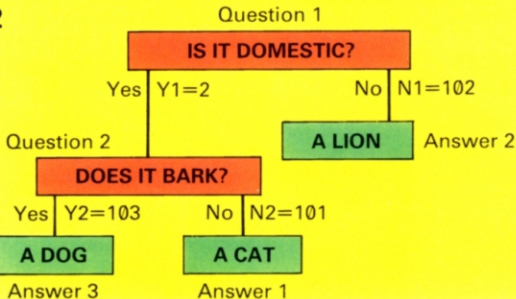 2
Question 1
IS IT DOMESTIC?
Yes Y1=2
No N1=102
A LION
Answer 2
Question 2
DOES IT BARK?
Yes Y2=103
No N2=101
A DOG
A CAT
Answer 3
Answer 1